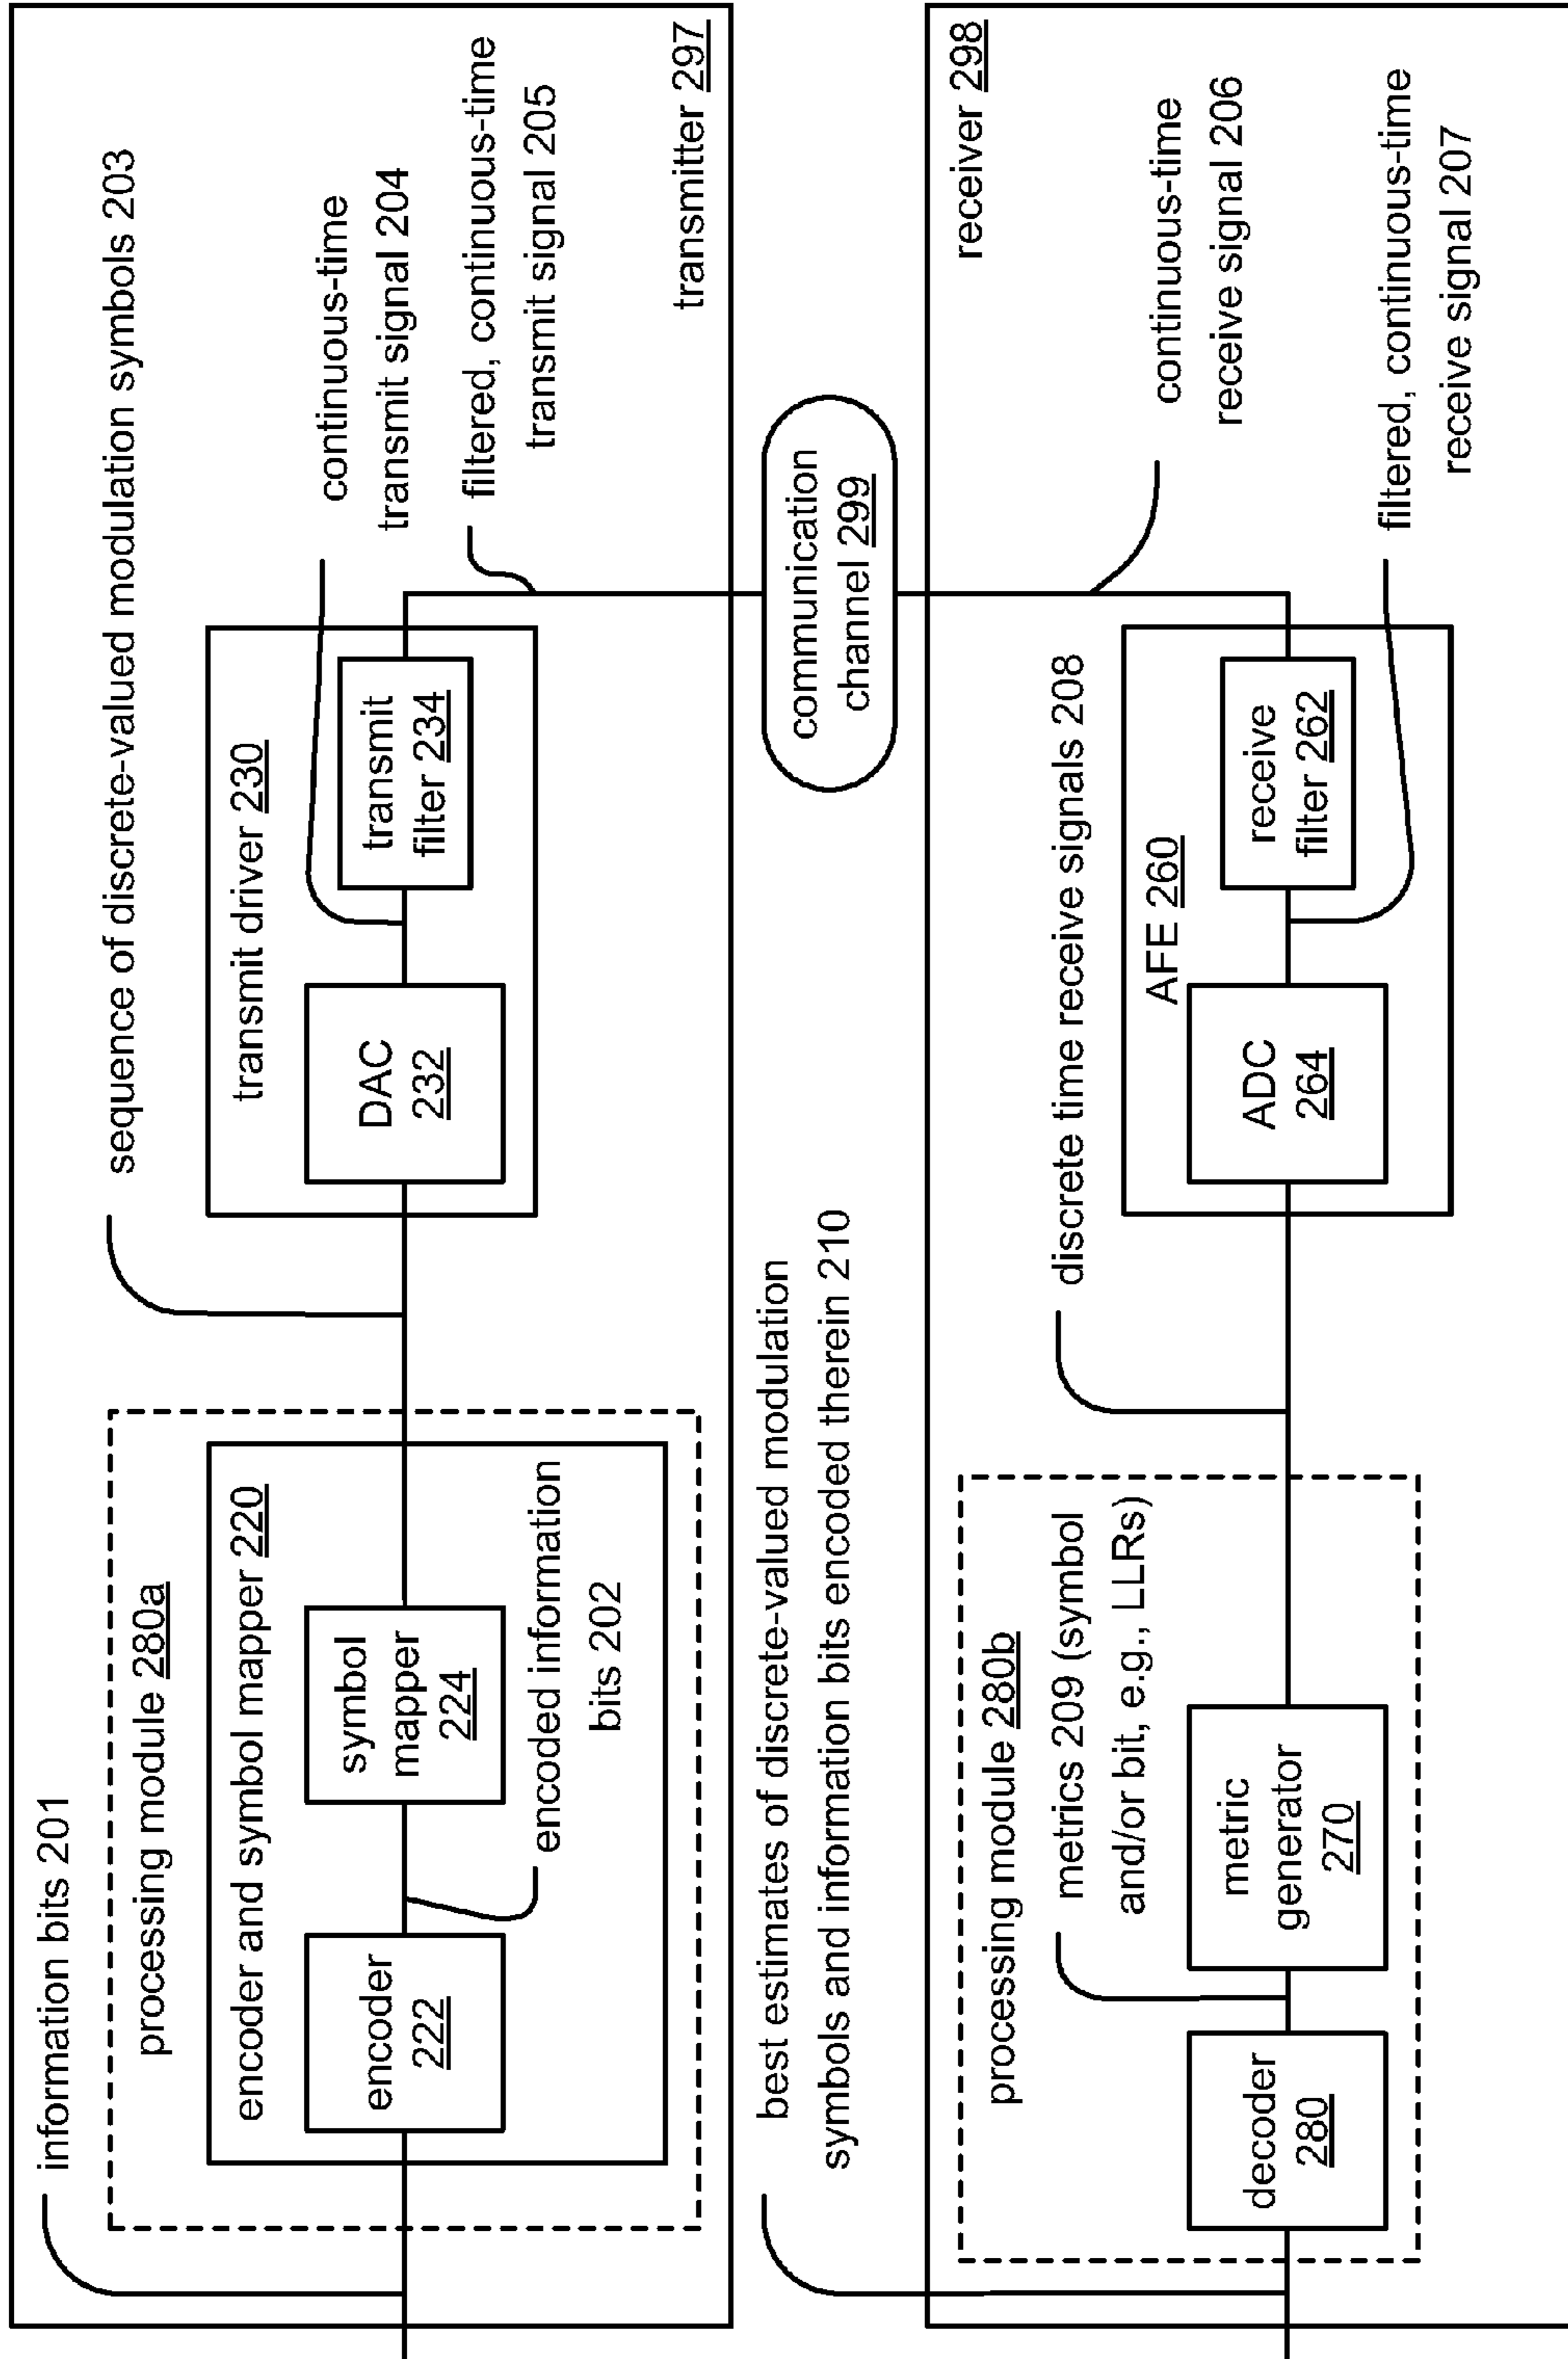 information bits 201
sequence of discrete-valued modulation symbols 203
processing module 280a
encoder and symbol mapper 220
encoder
222
symbol
mapper
224
encoded information
bits 202
transmit driver 230
DAC
232
transmit
filter 234
continuous-time
transmit signal 204
filtered, continuous-time
transmit signal 205
transmitter 297
communication
channel 299
best estimates of discrete-valued modulation
symbols and information bits encoded therein 210
receiver 298
processing module 280b
metrics 209 (symbol
and/or bit, e.g., LLRs)
decoder
280
metric
generator
270
discrete time receive signals 208
AFE 260
ADC
264
receive
filter 262
continuous-time
receive signal 206
filtered, continuous-time
receive signal 207